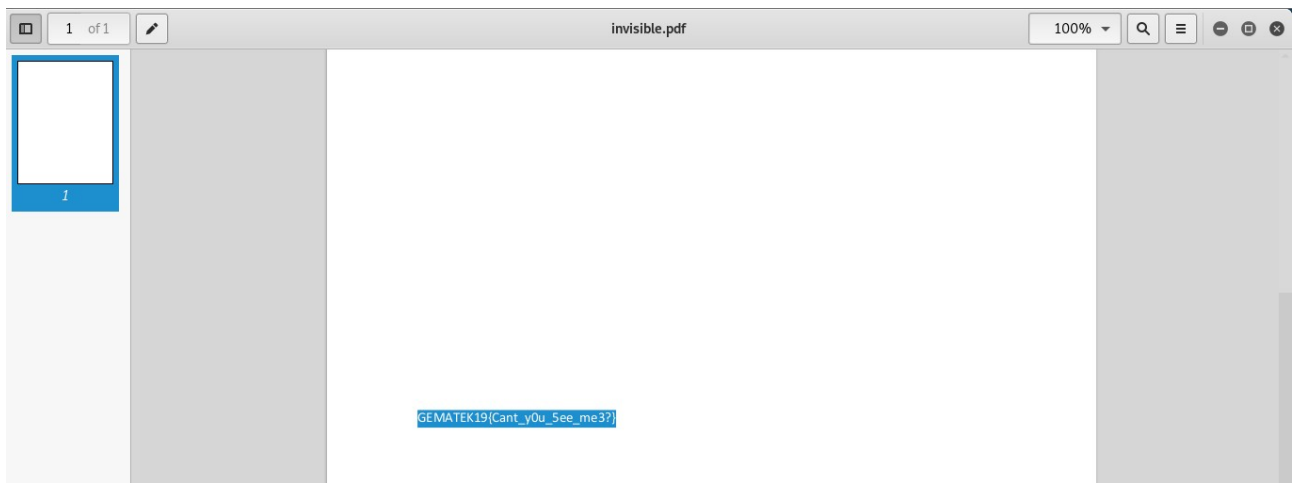 1 of 1
invisible.pdf
100%
1
GEMATEK19{Cant_y0u_5ee_me3?}